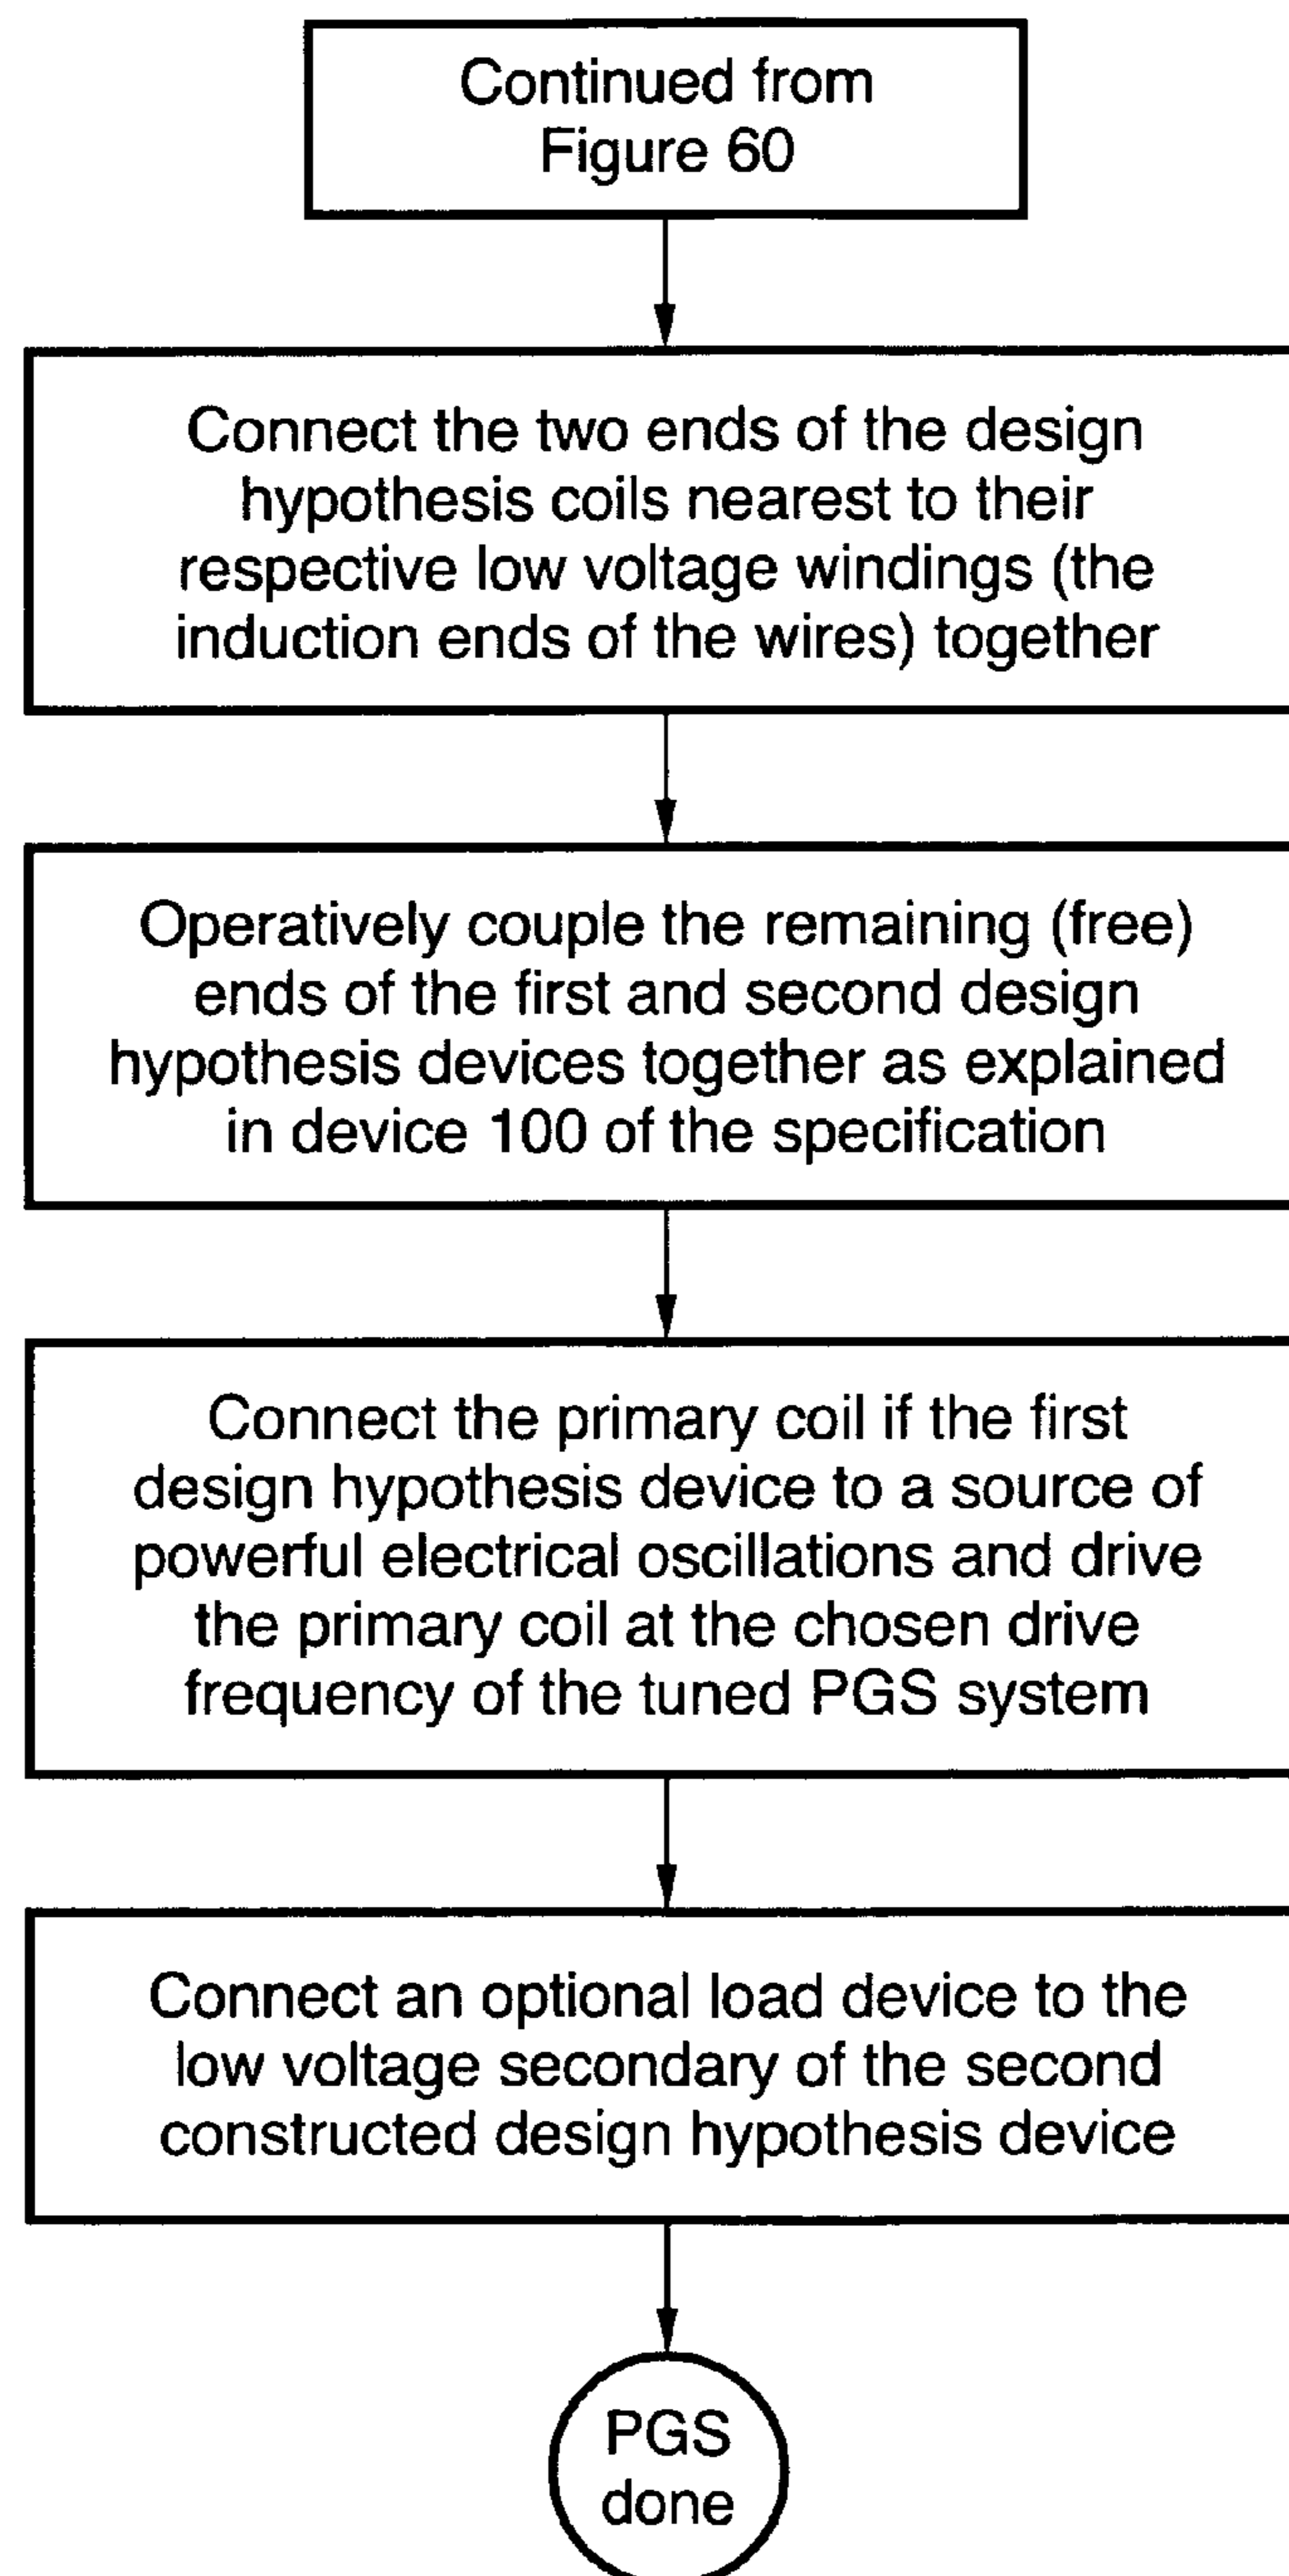 Continued from
Figure 60
Connect the two ends of the design
hypothesis coils nearest to their
respective low voltage windings (the
induction ends of the wires) together
Operatively couple the remaining (free)
ends of the first and second design
hypothesis devices together as explained
in device 100 of the specification
Connect the primary coil if the first
design hypothesis device to a source of
powerful electrical oscillations and drive
the primary coil at the chosen drive
frequency of the tuned PGS system
Connect an optional load device to the
low voltage secondary of the second
constructed design hypothesis device
PGS
done